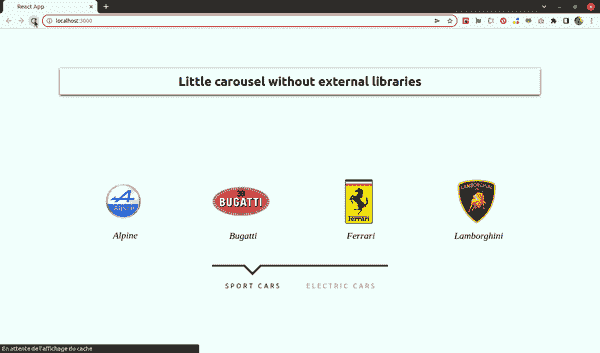 React App
localhost:3000
Little carousel without external libraries
Alpine
BUGATTI
Ferrari
LAMBORGHINI
Alpine Bugatti Ferrari Lamborghini
SPORT CARS ELECTRIC CARS
En attente de l'affichage du cache